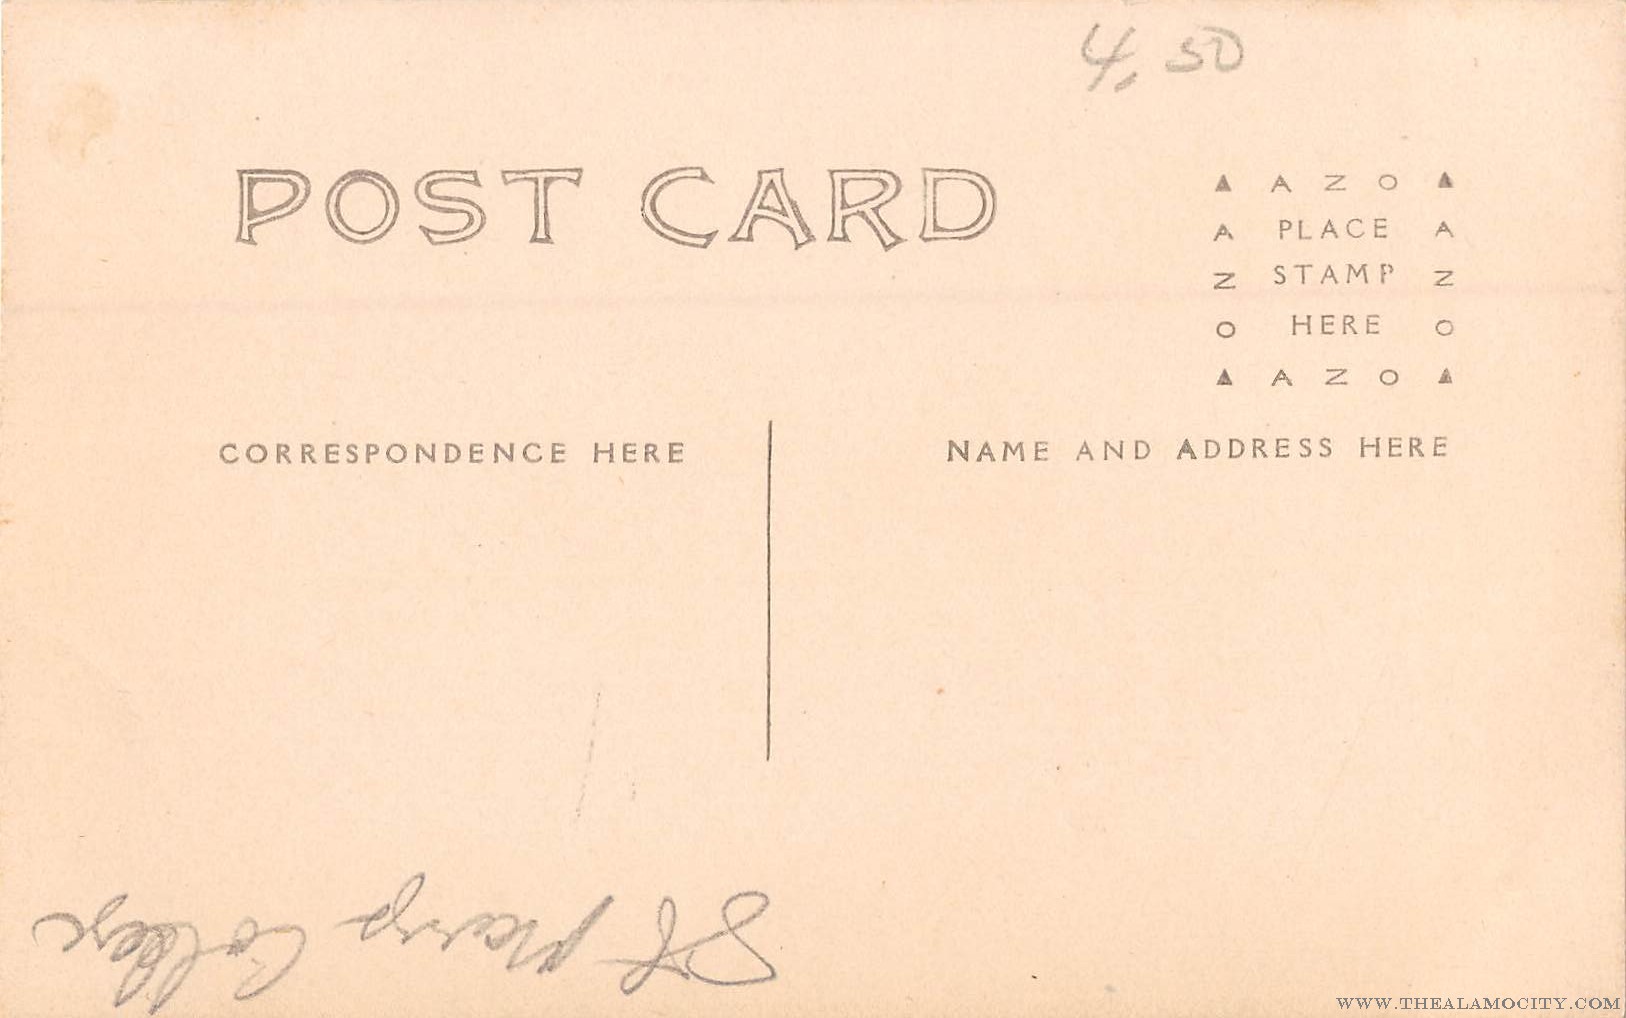 4.50
POST CARD
▲ A Z O ▲
A PLACE A
N STAMP N
O HERE O
▲ A Z O ▲
CORRESPONDENCE HERE
NAME AND ADDRESS HERE
St Marys College
WWW.THEALAMOCITY.COM